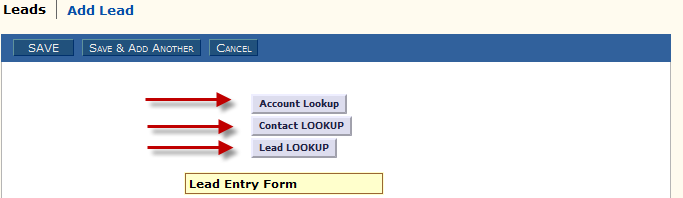 Leads Add Lead
SAVE Save & Add Another Cancel
Account Lookup
Contact LOOKUP
Lead LOOKUP
Lead Entry Form